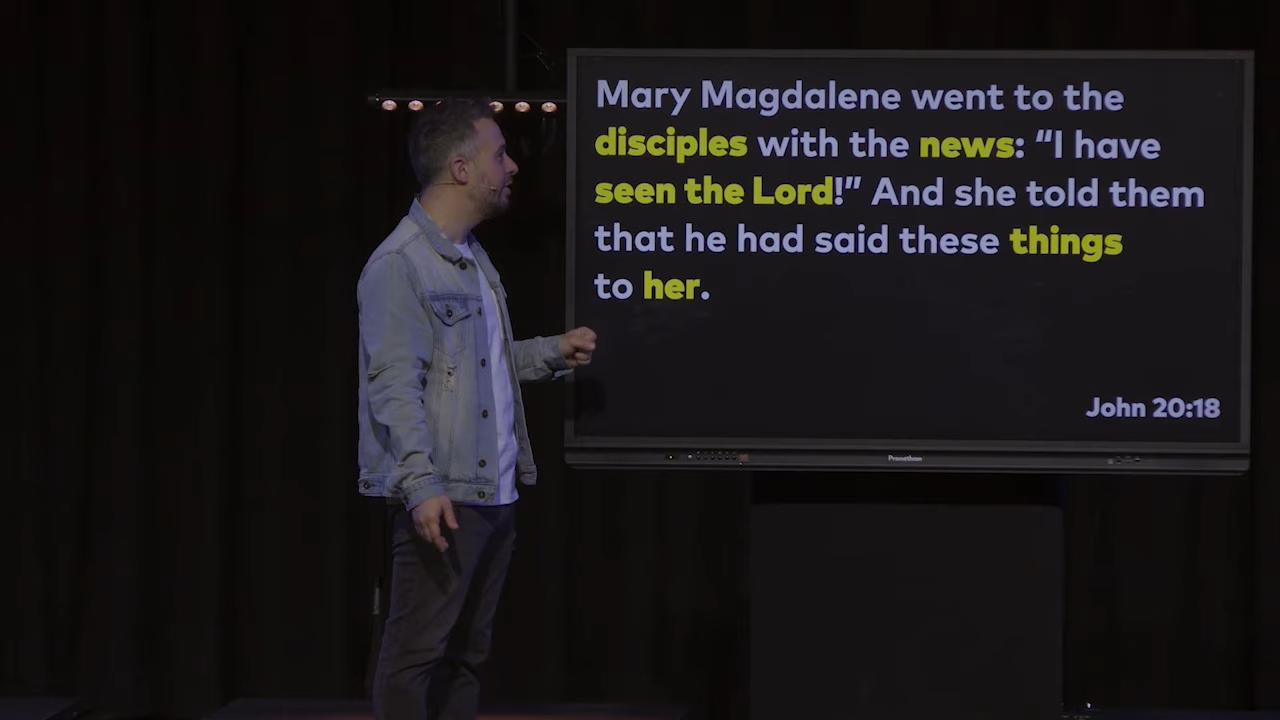 Mary Magdalene went to the
disciples with the news: “I have
seen the Lord!” And she told them
that he had said these things
to her.
John 20:18
Promethean